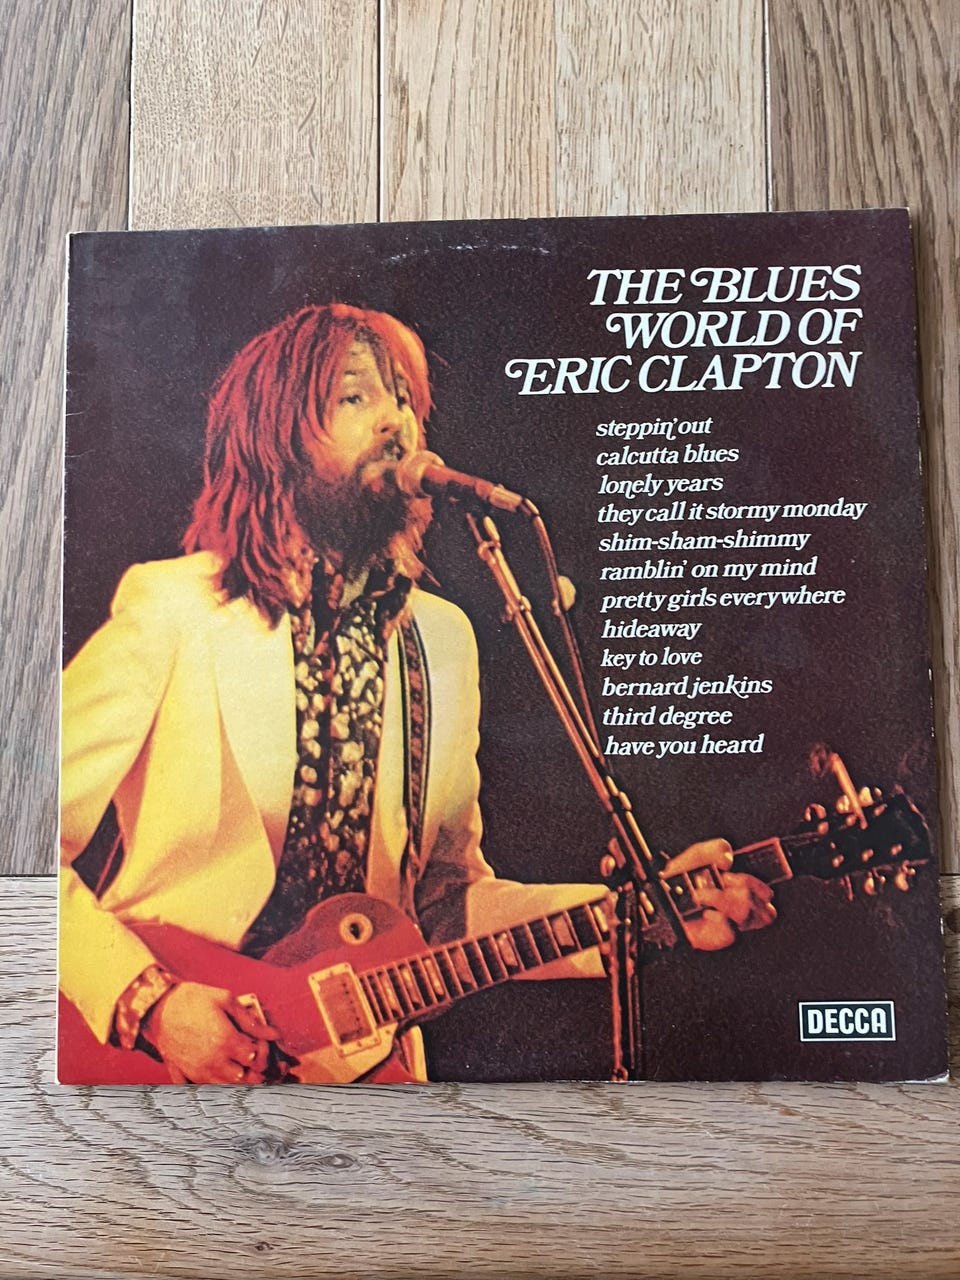 THE BLUES
WORLD OF
ERIC CLAPTON
steppin' out
calcutta blues
lonely years
they call it stormy monday
shim-sham-shimmy
ramblin' on my mind
pretty girls everywhere
hideaway
key to love
bernard jenkins
third degree
have you heard
DECCA